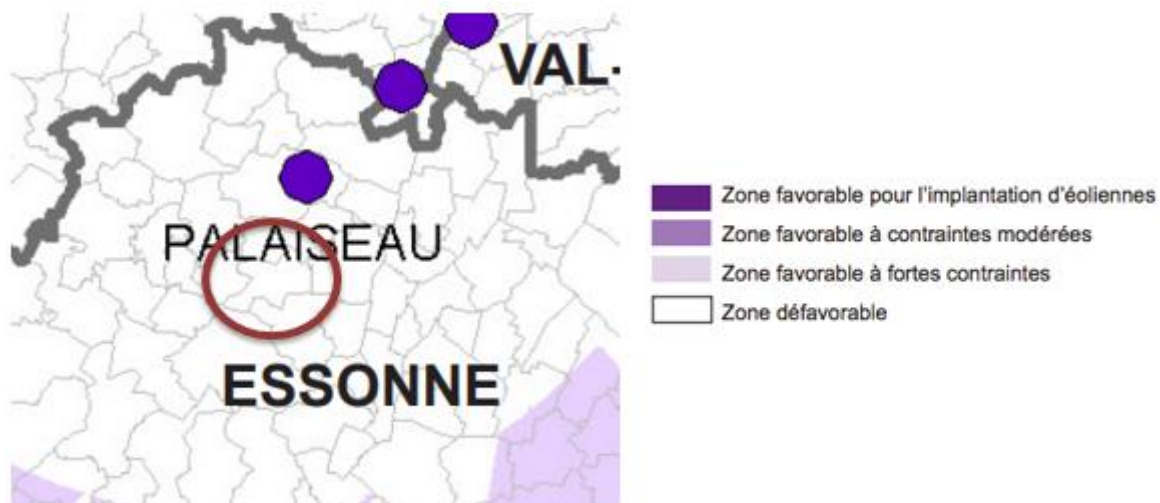 VAL-
PALAISEAU
ESSONNE
Zone favorable pour l'implantation d'éoliennes
Zone favorable à contraintes modérées
Zone favorable à fortes contraintes
Zone défavorable